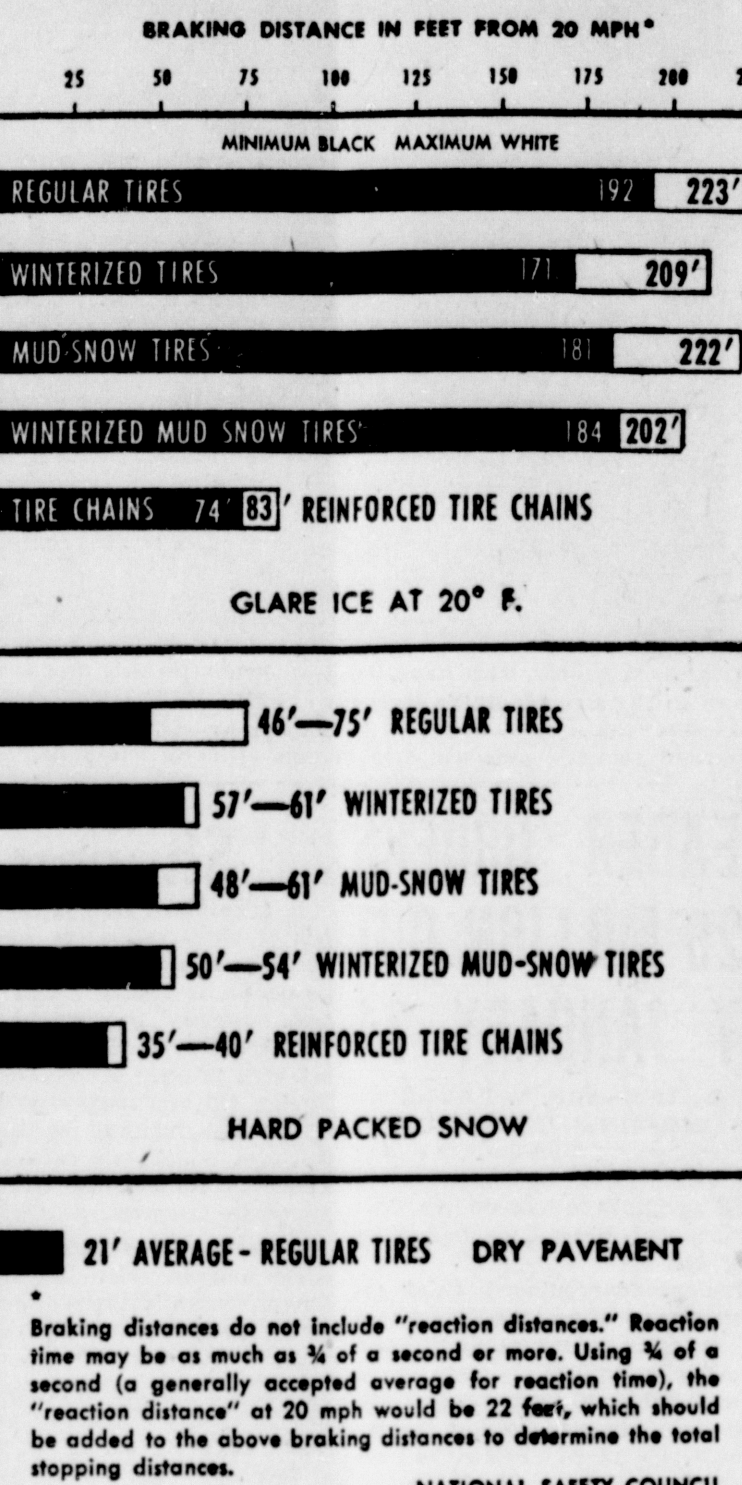 BRAKING DISTANCE IN FEET FROM 20 MPH*
25 50 75 100 125 150 175 200
MINIMUM BLACK MAXIMUM WHITE
REGULAR TIRES 192 223'
WINTERIZED TIRES 171 209'
MUD-SNOW TIRES 181 222'
WINTERIZED MUD SNOW TIRES 184 202'
TIRE CHAINS 74' 83' REINFORCED TIRE CHAINS
GLARE ICE AT 20° F.
46'—75' REGULAR TIRES
57'—61' WINTERIZED TIRES
48'—61' MUD-SNOW TIRES
50'—54' WINTERIZED MUD-SNOW TIRES
35'—40' REINFORCED TIRE CHAINS
HARD PACKED SNOW
21' AVERAGE - REGULAR TIRES DRY PAVEMENT
*
Braking distances do not include "reaction distances." Reaction
time may be as much as ¾ of a second or more. Using ¾ of a
second (a generally accepted average for reaction time), the
"reaction distance" at 20 mph would be 22 feet, which should
be added to the above braking distances to determine the total
stopping distances.
NATIONAL SAFETY COUNCIL